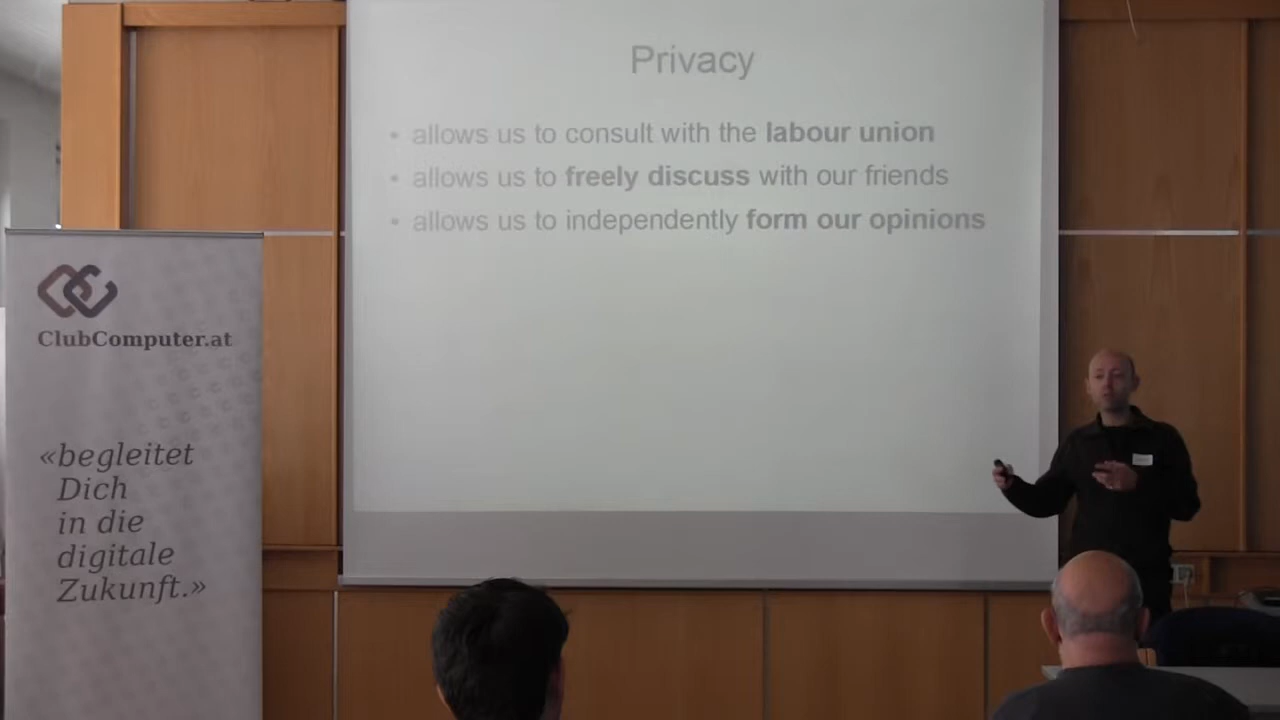 Privacy
• allows us to consult with the labour union
• allows us to freely discuss with our friends
• allows us to independently form our opinions
ClubComputer.at
«begleitet
Dich
in die
digitale
Zukunft.»